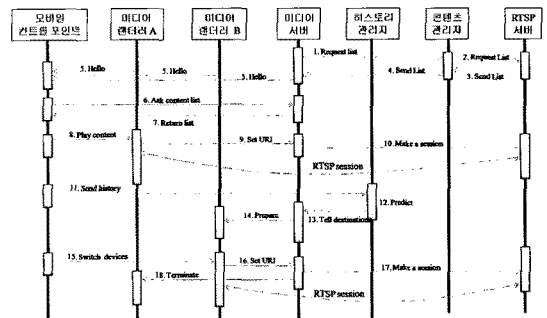 모바일
컨트롤 포인트
미디어
랜더러 A
미디어
랜더러 B
미디어
서버
히스토리
관리자
콘텐츠
관리자
RTSP
서버
1. Request list
2. Request List
3. Send List
4. Send List
5. Hello
5. Hello
5. Hello
6. Ask content list
7. Return list
8. Play content
9. Set URI
10. Make a session
RTSP session
11. Send history
12. Predict
13. Tell destinations
14. Prepare
15. Switch devices
16. Set URI
17. Make a session
18. Terminate
RTSP session